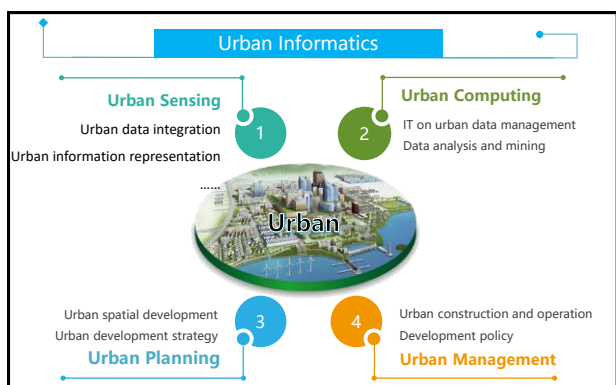 Urban Informatics
Urban Sensing
Urban data integration
Urban information representation
......
1
Urban Computing
2
IT on urban data management
Data analysis and mining
Urban
Urban spatial development
Urban development strategy
Urban Planning
3
4
Urban construction and operation
Development policy
Urban Management